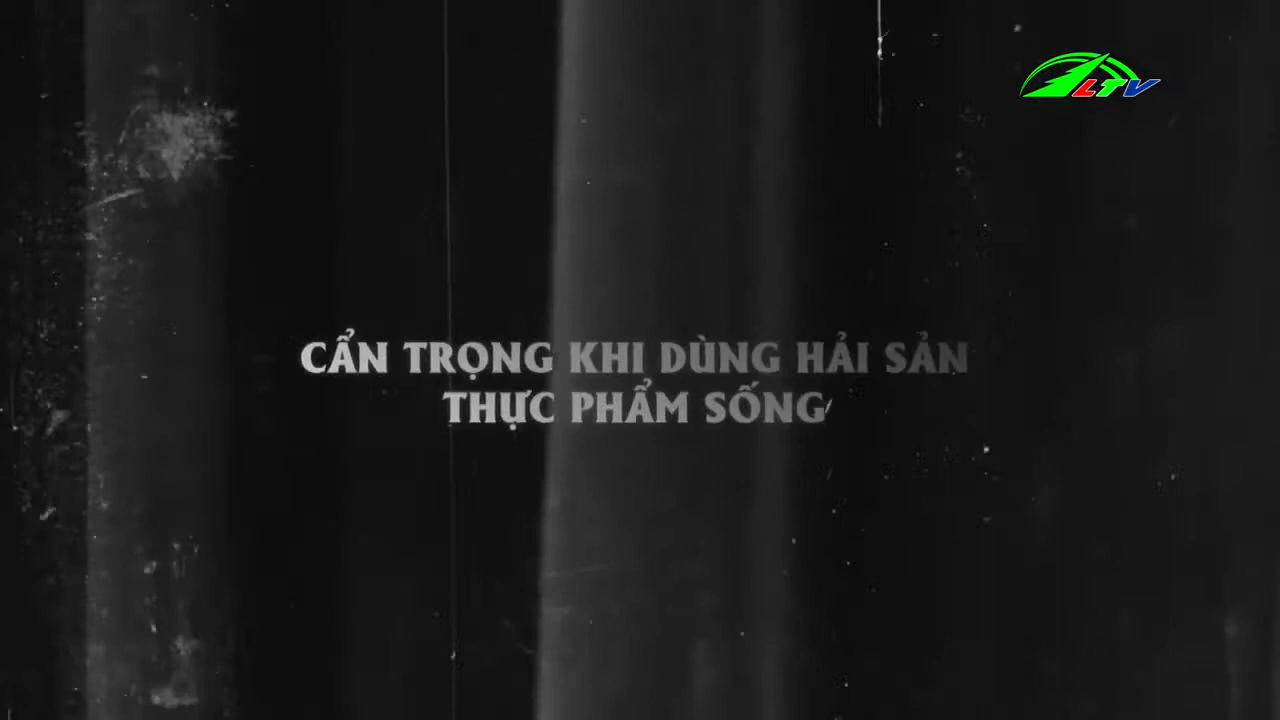 LTV
CẨN TRỌNG KHI DÙNG HẢI SẢN
THỰC PHẨM SỐNG